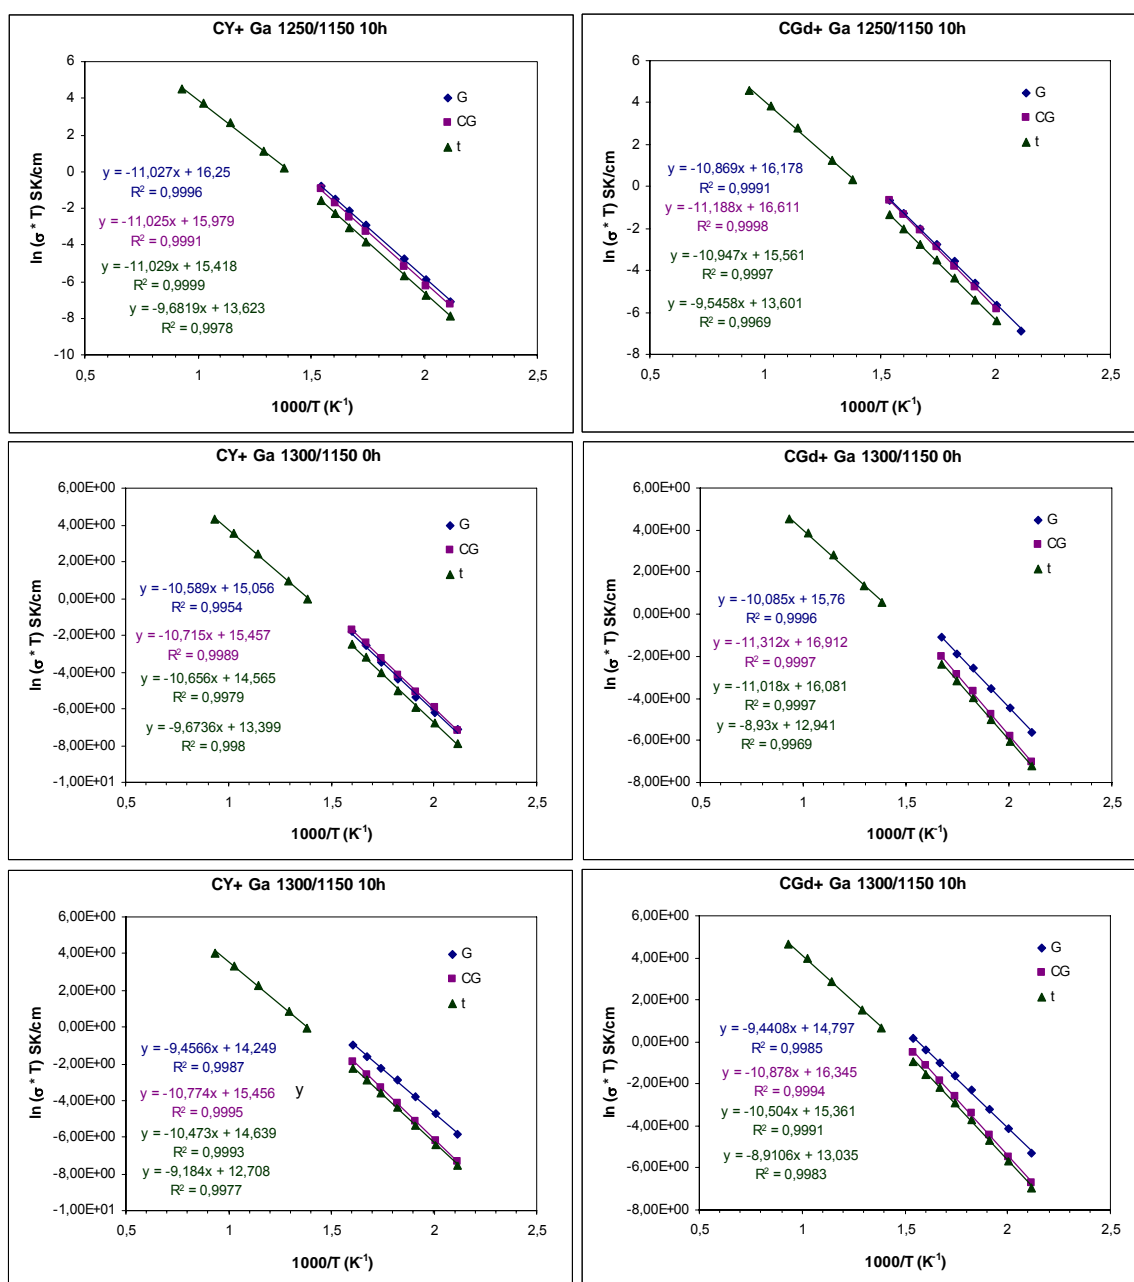 CY+ Ga 1250/1150 10h
6
4
2
0
-2
-4
-6
-8
-10
ln (σ * T) SK/cm
G
CG
t
y = -11,027x + 16,25
R² = 0,9996
y = -11,025x + 15,979
R² = 0,9991
y = -11,029x + 15,418
R² = 0,9999
y = -9,6819x + 13,623
R² = 0,9978
0,5 1 1,5 2 2,5
1000/T (K⁻¹)
CGd+ Ga 1250/1150 10h
6
4
2
0
-2
-4
-6
-8
ln (σ * T) SK/cm
G
CG
t
y = -10,869x + 16,178
R² = 0,9991
y = -11,188x + 16,611
R² = 0,9998
y = -10,947x + 15,561
R² = 0,9997
y = -9,5458x + 13,601
R² = 0,9969
0,5 1 1,5 2 2,5
1000/T (K⁻¹)
CY+ Ga 1300/1150 0h
6,00E+00
4,00E+00
2,00E+00
0,00E+00
-2,00E+00
-4,00E+00
-6,00E+00
-8,00E+00
-1,00E+01
ln (σ * T) SK/cm
G
CG
t
y = -10,589x + 15,056
R² = 0,9954
y = -10,715x + 15,457
R² = 0,9989
y = -10,656x + 14,565
R² = 0,9979
y = -9,6736x + 13,399
R² = 0,998
0,5 1 1,5 2 2,5
1000/T (K⁻¹)
CGd+ Ga 1300/1150 0h
6,00E+00
4,00E+00
2,00E+00
0,00E+00
-2,00E+00
-4,00E+00
-6,00E+00
-8,00E+00
ln (σ * T) SK/cm
G
CG
t
y = -10,085x + 15,76
R² = 0,9996
y = -11,312x + 16,912
R² = 0,9997
y = -11,018x + 16,081
R² = 0,9997
y = -8,93x + 12,941
R² = 0,9969
0,5 1 1,5 2 2,5
1000/T (K⁻¹)
CY+ Ga 1300/1150 10h
6,00E+00
4,00E+00
2,00E+00
0,00E+00
-2,00E+00
-4,00E+00
-6,00E+00
-8,00E+00
-1,00E+01
ln (σ * T) SK/cm
G
CG
t
y = -9,4566x + 14,249
R² = 0,9987
y = -10,774x + 15,456
y
R² = 0,9995
y = -10,473x + 14,639
R² = 0,9993
y = -9,184x + 12,708
R² = 0,9977
0,5 1 1,5 2 2,5
1000/T (K⁻¹)
CGd+ Ga 1300/1150 10h
6,00E+00
4,00E+00
2,00E+00
0,00E+00
-2,00E+00
-4,00E+00
-6,00E+00
-8,00E+00
ln (σ * T) SK/cm
G
CG
t
y = -9,4408x + 14,797
R² = 0,9985
y = -10,878x + 16,345
R² = 0,9994
y = -10,504x + 15,361
R² = 0,9991
y = -8,9106x + 13,035
R² = 0,9983
0,5 1 1,5 2 2,5
1000/T (K⁻¹)